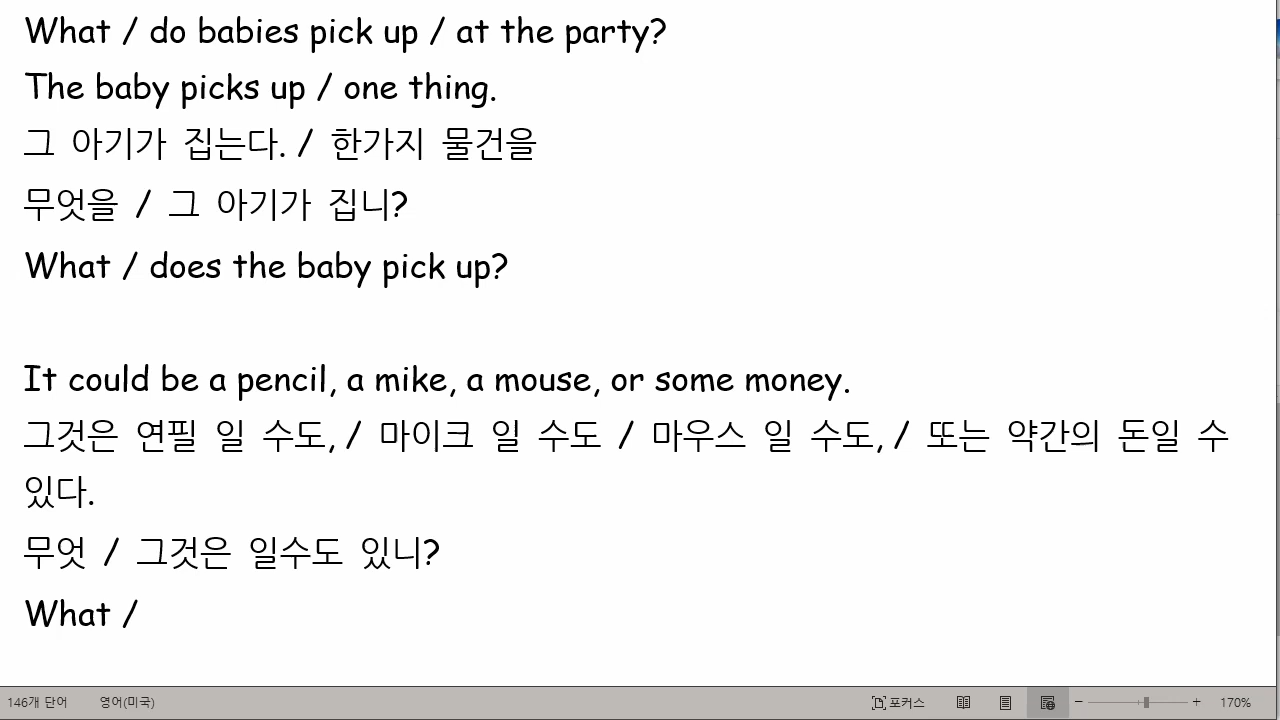 What / do babies pick up / at the party?
The baby picks up / one thing.
그 아기가 집는다. / 한가지 물건을
무엇을 / 그 아기가 집니?
What / does the baby pick up?
It could be a pencil, a mike, a mouse, or some money.
그것은 연필 일 수도, / 마이크 일 수도 / 마우스 일 수도, / 또는 약간의 돈일 수
있다.
무엇 / 그것은 일수도 있니?
What /
146개 단어 영어(미국) 포커스 − + 170%